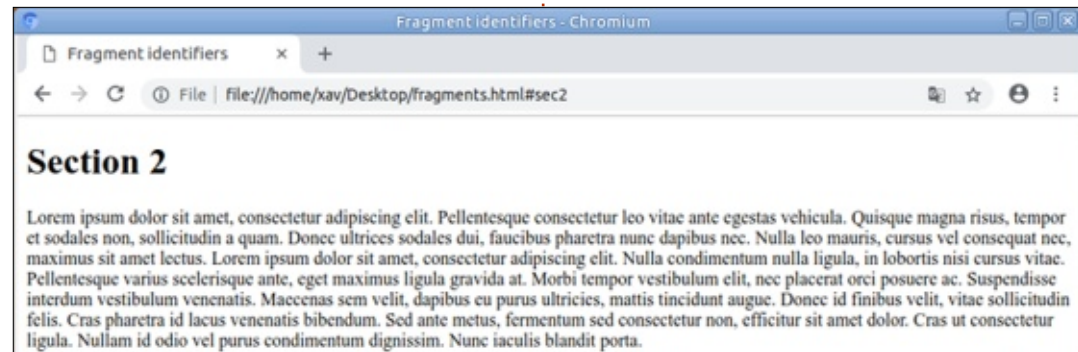 Fragment identifiers - Chromium
Fragment identifiers
File | file:///home/xav/Desktop/fragments.html#sec2
Section 2
Lorem ipsum dolor sit amet, consectetur adipiscing elit. Pellentesque consectetur leo vitae ante egestas vehicula. Quisque magna risus, tempor
et sodales non, sollicitudin a quam. Donec ultrices sodales dui, faucibus pharetra nunc dapibus nec. Nulla leo mauris, cursus vel consequat nec,
maximus sit amet lectus. Lorem ipsum dolor sit amet, consectetur adipiscing elit. Nulla condimentum nulla ligula, in lobortis nisi cursus vitae.
Pellentesque varius scelerisque ante, eget maximus ligula gravida at. Morbi tempor vestibulum elit, nec placerat orci posuere ac. Suspendisse
interdum vestibulum venenatis. Maecenas sem velit, dapibus eu purus ultricies, mattis tincidunt augue. Donec id finibus velit, vitae sollicitudin
felis. Cras pharetra id lacus venenatis bibendum. Sed ante metus, fermentum sed consectetur non, efficitur sit amet dolor. Cras ut consectetur
ligula. Nullam id odio vel purus condimentum dignissim. Nunc iaculis blandit porta.